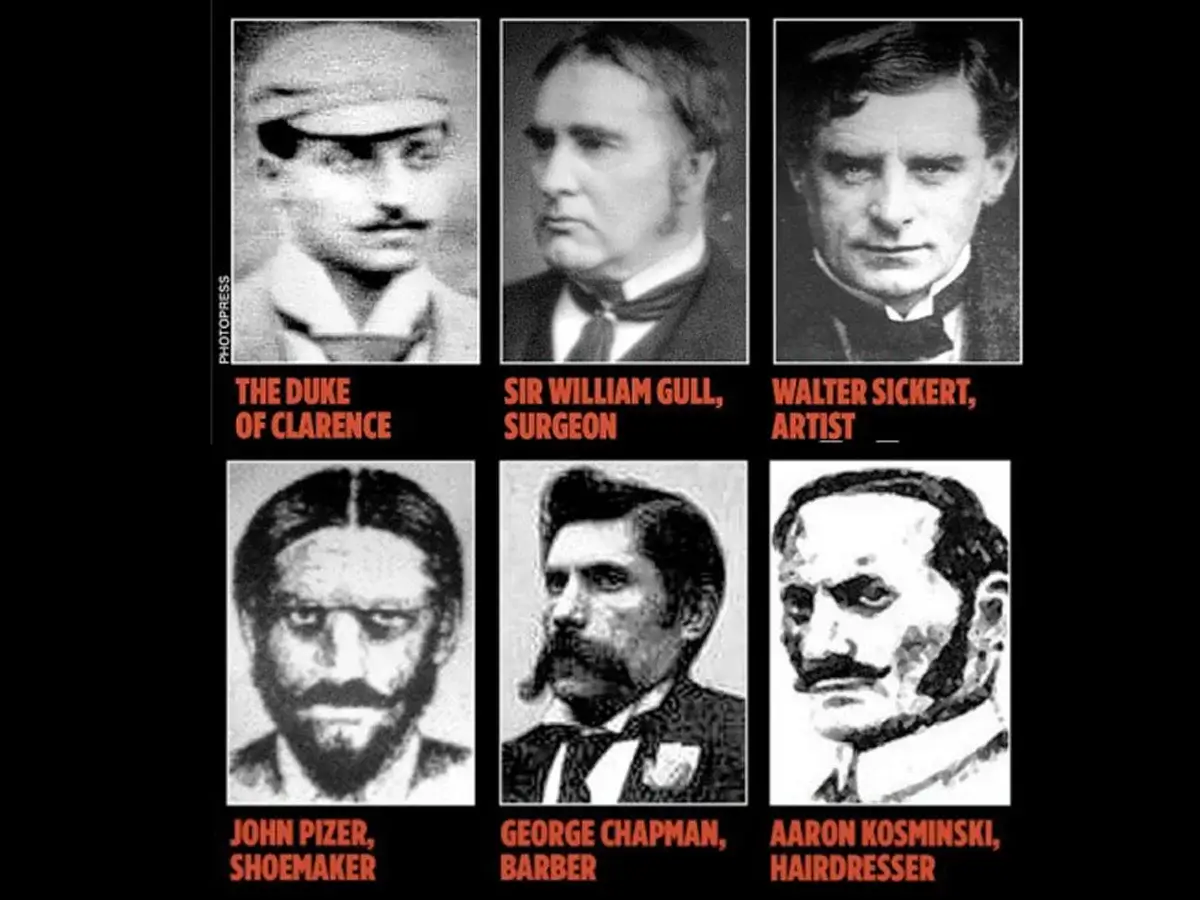 PHOTOPRESS
THE DUKE
OF CLARENCE
SIR WILLIAM GULL,
SURGEON
WALTER SICKERT,
ARTIST
JOHN PIZER,
SHOEMAKER
GEORGE CHAPMAN,
BARBER
AARON KOSMINSKI,
HAIRDRESSER